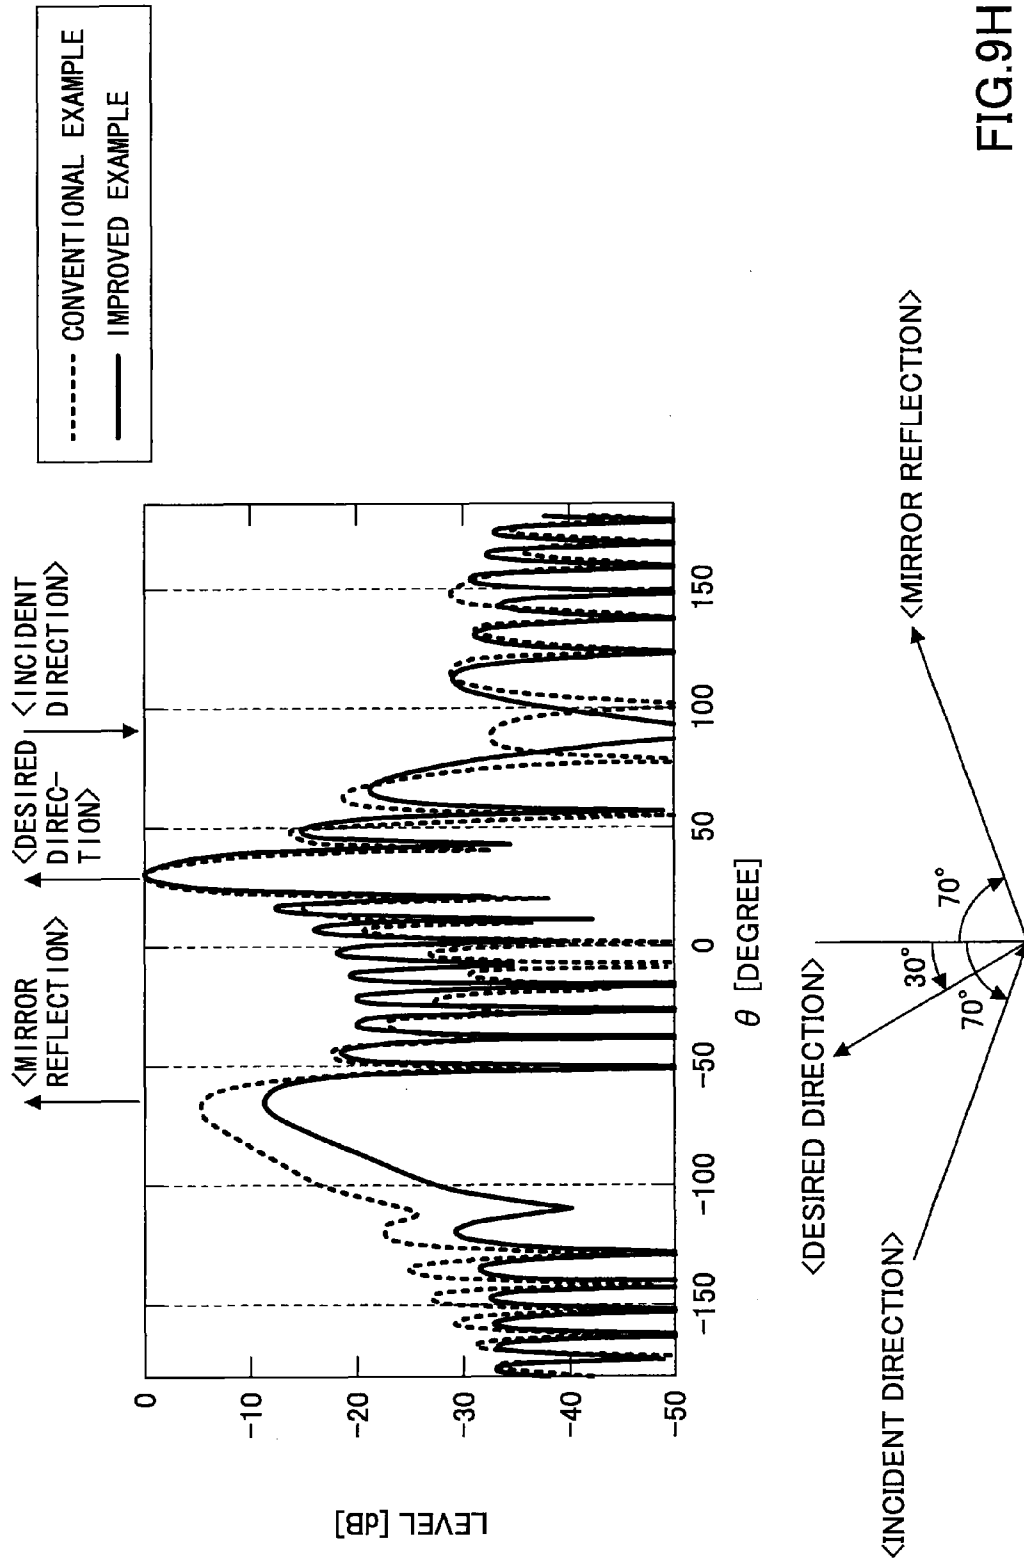 CONVENTIONAL EXAMPLE
IMPROVED EXAMPLE
<MIRROR
REFLECTION>
<DESIRED
DIREC-
TION>
<INCIDENT
DIRECTION>
LEVEL [dB]
0
-10
-20
-30
-40
-50
-150
-100
-50
0
50
100
150
θ [DEGREE]
<INCIDENT DIRECTION>
<DESIRED DIRECTION>
<MIRROR REFLECTION>
30°
70°
70°
FIG.9H